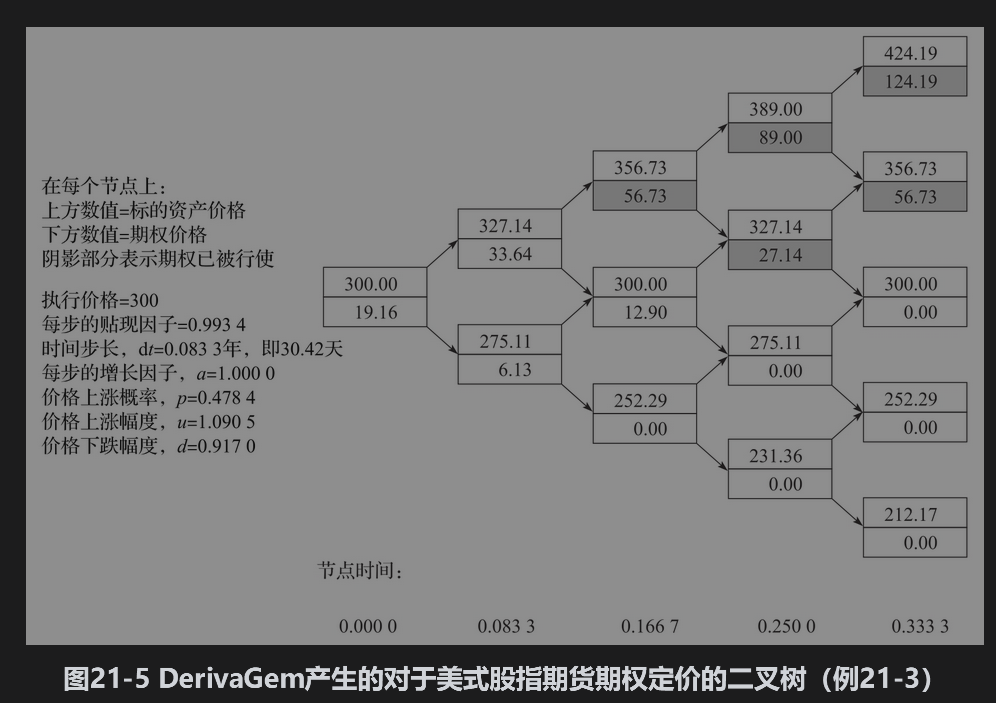 在每个节点上：
上方数值=标的资产价格
下方数值=期权价格
阴影部分表示期权已被行使
执行价格=300
每步的贴现因子=0.993 4
时间步长，dt=0.083 3年，即30.42天
每步的增长因子，a=1.000 0
价格上涨概率，p=0.478 4
价格上涨幅度，u=1.090 5
价格下跌幅度，d=0.917 0
300.00
19.16
327.14
33.64
275.11
6.13
356.73
56.73
300.00
12.90
252.29
0.00
389.00
89.00
327.14
27.14
275.11
0.00
231.36
0.00
424.19
124.19
356.73
56.73
300.00
0.00
252.29
0.00
212.17
0.00
节点时间：
0.000 0 0.083 3 0.166 7 0.250 0 0.333 3
图21-5 DerivaGem产生的对于美式股指期货期权定价的二叉树（例21-3）